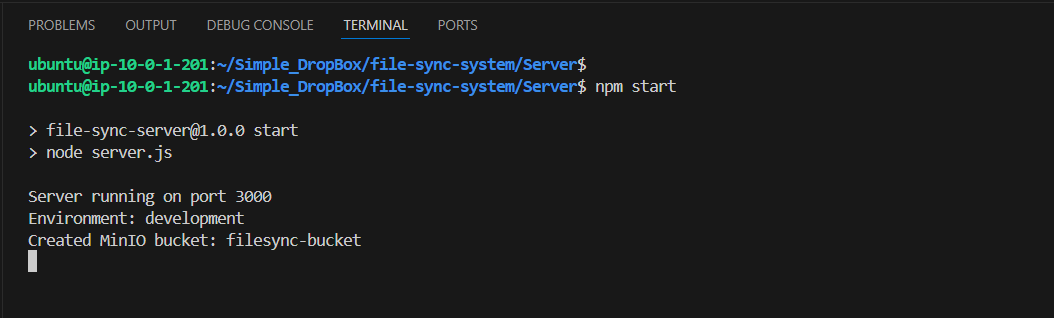 PROBLEMS OUTPUT DEBUG CONSOLE TERMINAL PORTS
ubuntu@ip-10-0-1-201:~/Simple_DropBox/file-sync-system/Server$
ubuntu@ip-10-0-1-201:~/Simple_DropBox/file-sync-system/Server$ npm start
> file-sync-server@1.0.0 start
> node server.js
Server running on port 3000
Environment: development
Created MinIO bucket: filesync-bucket